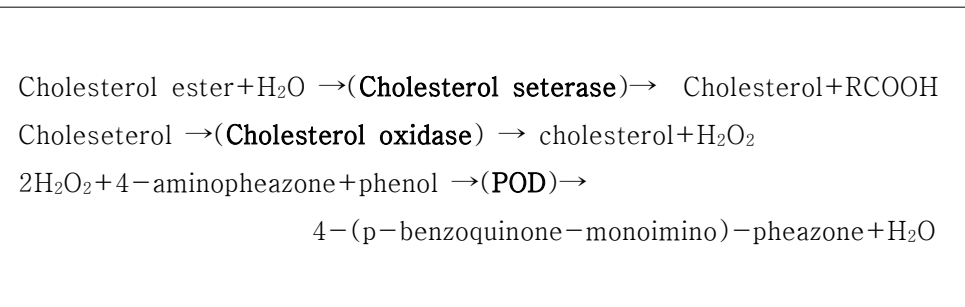 Cholesterol ester+H₂O →(Cholesterol seterase)→ Cholesterol+RCOOH
Choleseterol →(Cholesterol oxidase) → cholesterol+H₂O₂
2H₂O₂+4-aminopheazone+phenol →(POD)→
4-(p-benzoquinone-monoimino)-pheazone+H₂O